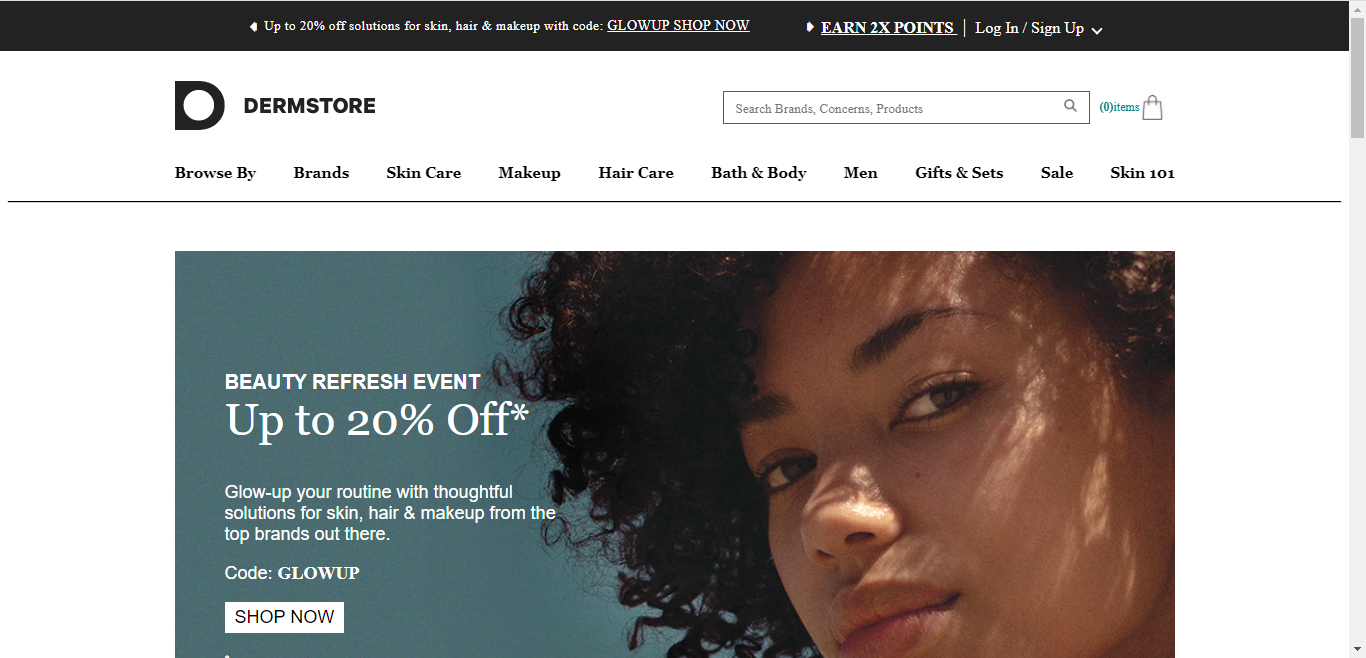 Up to 20% off solutions for skin, hair & makeup with code: GLOWUP SHOP NOW
EARN 2X POINTS | Log In / Sign Up
DERMSTORE
Search Brands, Concerns, Products
(0)items
Browse By Brands Skin Care Makeup Hair Care Bath & Body Men Gifts & Sets Sale Skin 101
BEAUTY REFRESH EVENT
Up to 20% Off*
Glow-up your routine with thoughtful
solutions for skin, hair & makeup from the
top brands out there.
Code: GLOWUP
SHOP NOW